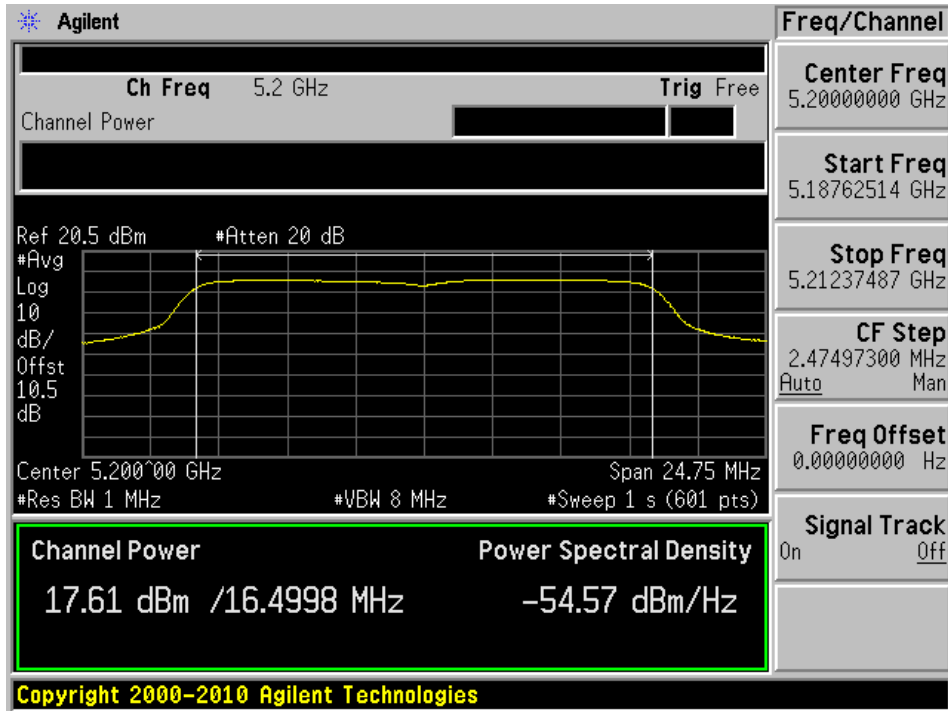 Agilent
Ch Freq 5.2 GHz Trig Free
Channel Power
Ref 20.5 dBm #Atten 20 dB
#Avg
Log
10
dB/
Offst
10.5
dB
Center 5.200^00 GHz Span 24.75 MHz
#Res BW 1 MHz #VBW 8 MHz #Sweep 1 s (601 pts)
Channel Power Power Spectral Density
17.61 dBm /16.4998 MHz -54.57 dBm/Hz
Copyright 2000-2010 Agilent Technologies
Freq/Channel
Center Freq
5.20000000 GHz
Start Freq
5.18762514 GHz
Stop Freq
5.21237487 GHz
CF Step
2.47497300 MHz
Auto Man
Freq Offset
0.00000000 Hz
Signal Track
On Off